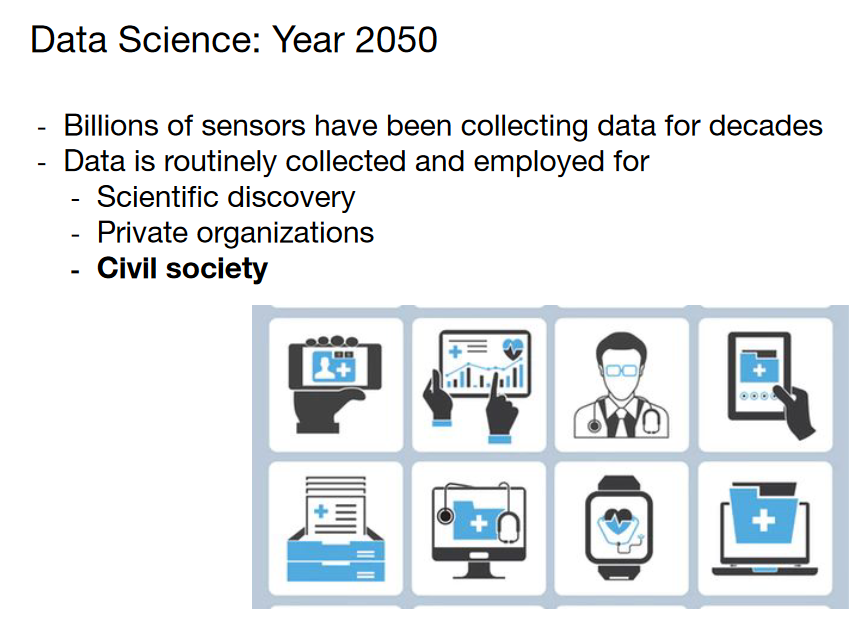 Data Science: Year 2050
- Billions of sensors have been collecting data for decades
- Data is routinely collected and employed for
- Scientific discovery
- Private organizations
- Civil society